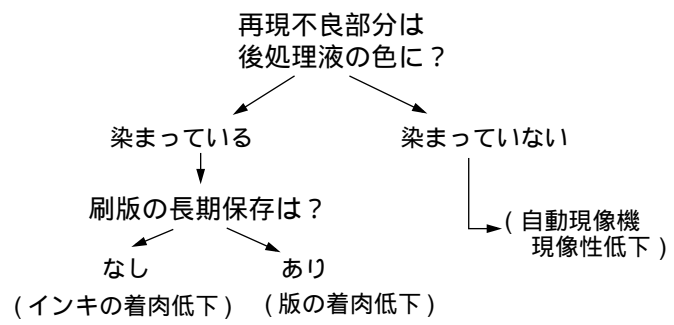 再現不良部分は
後処理液の色に？
染まっている
染まっていない
刷版の長期保存は？
(自動現像機
現像性低下)
なし
あり
(インキの着肉低下)
(版の着肉低下)